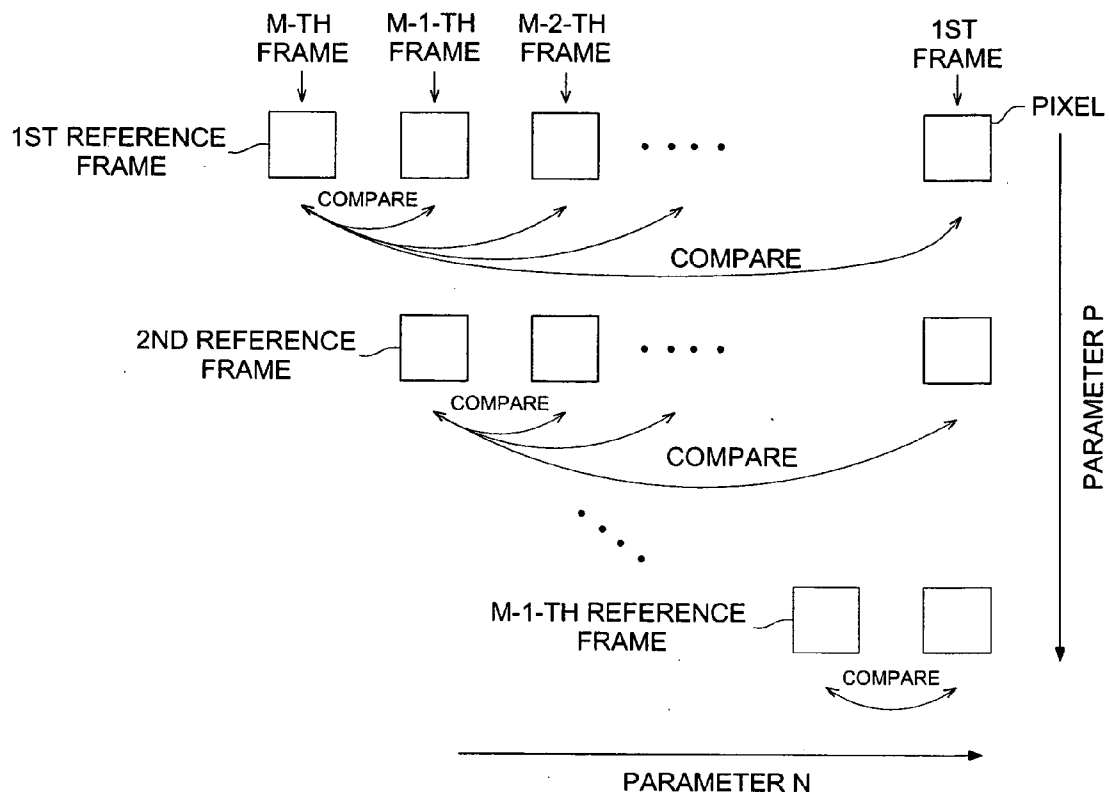 M-TH
FRAME
M-1-TH
FRAME
M-2-TH
FRAME
1ST
FRAME
PIXEL
1ST REFERENCE
FRAME
COMPARE
COMPARE
2ND REFERENCE
FRAME
COMPARE
COMPARE
PARAMETER P
M-1-TH REFERENCE
FRAME
COMPARE
PARAMETER N